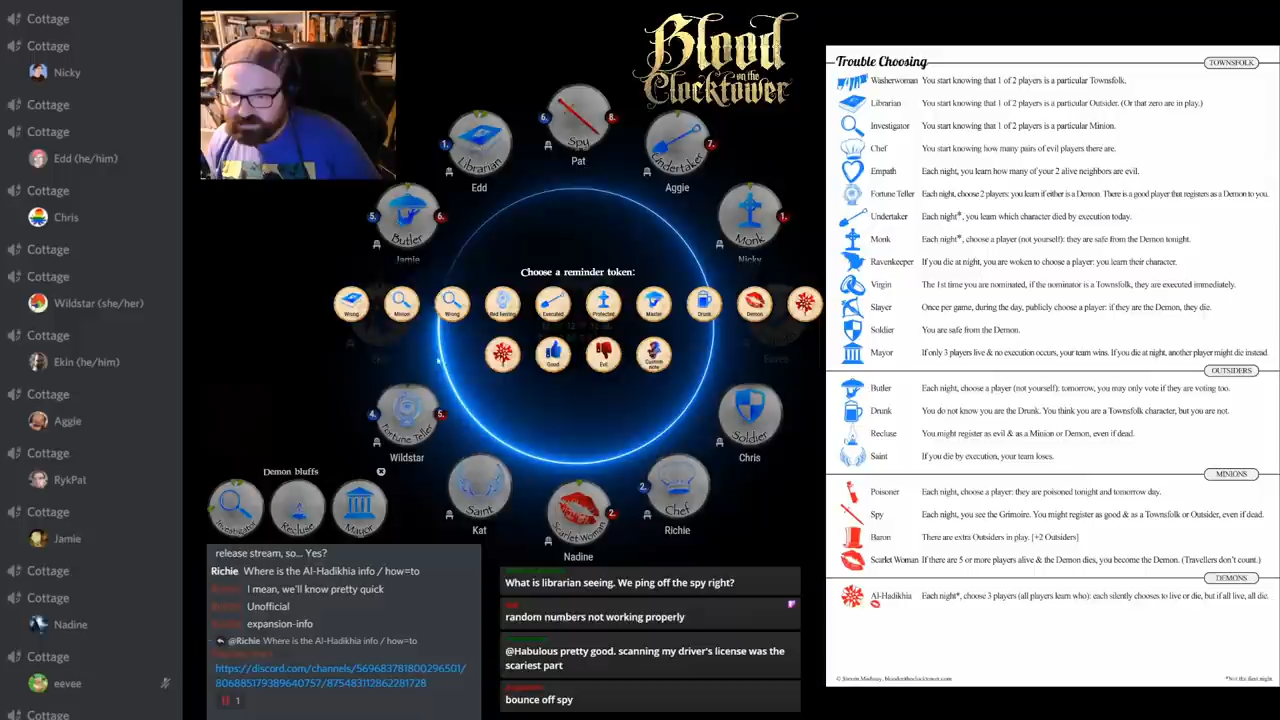 Cottage
Cottage
Nicky
Cottage
Cottage
Edd (he/him)
Cottage
Chris
Cottage
Cottage
Wildstar (she/her)
Cottage
Ekin (he/him)
Cottage
Aggie
Cottage
RykPat
Cottage
Jamie
Cottage
Cottage
Nadine
Cottage
eevee
Cottage
Blood
on the
Clocktower
Librarian
Edd
Spy
Pat
Undertaker
Aggie
Butler
Jamie
Monk
Nicky
Choose a reminder token:
Wrong
Minion
Wrong
Red herring
Executed
Protected
Master
Drunk
Demon
Good
Evil
Custom note
Fortune Teller
Wildstar
Soldier
Chris
Saint
Kat
Scarlet Woman
Nadine
Chef
Richie
Demon bluffs
Investigator
Recluse
Mayor
release stream, so... Yes?
Richie Where is the Al-Hadikhia info / how=to
I mean, we'll know pretty quick
Unofficial
expansion-info
@Richie Where is the Al-Hadikhia info / how=to
https://discord.com/channels/569683781800296501/
806885179389640757/875483112862281728
1
What is librarian seeing. We ping off the spy right?
random numbers not working properly
@Habulous pretty good. scanning my driver's license was the
scariest part
bounce off spy
Trouble Choosing
TOWNSFOLK
Washerwoman You start knowing that 1 of 2 players is a particular Townsfolk.
Librarian You start knowing that 1 of 2 players is a particular Outsider. (Or that zero are in play.)
Investigator You start knowing that 1 of 2 players is a particular Minion.
Chef You start knowing how many pairs of evil players there are.
Empath Each night, you learn how many of your 2 alive neighbors are evil.
Fortune Teller Each night, choose 2 players: you learn if either is a Demon. There is a good player that registers as a Demon to you.
Undertaker Each night*, you learn which character died by execution today.
Monk Each night*, choose a player (not yourself): they are safe from the Demon tonight.
Ravenkeeper If you die at night, you are woken to choose a player: you learn their character.
Virgin The 1st time you are nominated, if the nominator is a Townsfolk, they are executed immediately.
Slayer Once per game, during the day, publicly choose a player: if they are the Demon, they die.
Soldier You are safe from the Demon.
Mayor If only 3 players live & no execution occurs, your team wins. If you die at night, another player might die instead.
OUTSIDERS
Butler Each night, choose a player (not yourself): tomorrow, you may only vote if they are voting too.
Drunk You do not know you are the Drunk. You think you are a Townsfolk character, but you are not.
Recluse You might register as evil & as a Minion or Demon, even if dead.
Saint If you die by execution, your team loses.
MINIONS
Poisoner Each night, choose a player: they are poisoned tonight and tomorrow day.
Spy Each night, you see the Grimoire. You might register as good & as a Townsfolk or Outsider, even if dead.
Baron There are extra Outsiders in play. [+2 Outsiders]
Scarlet Woman If there are 5 or more players alive & the Demon dies, you become the Demon. (Travellers don't count.)
DEMONS
Al-Hadikhia Each night*, choose 3 players (all players learn who): each silently chooses to live or die, but if all live, all die.
*Not the first night